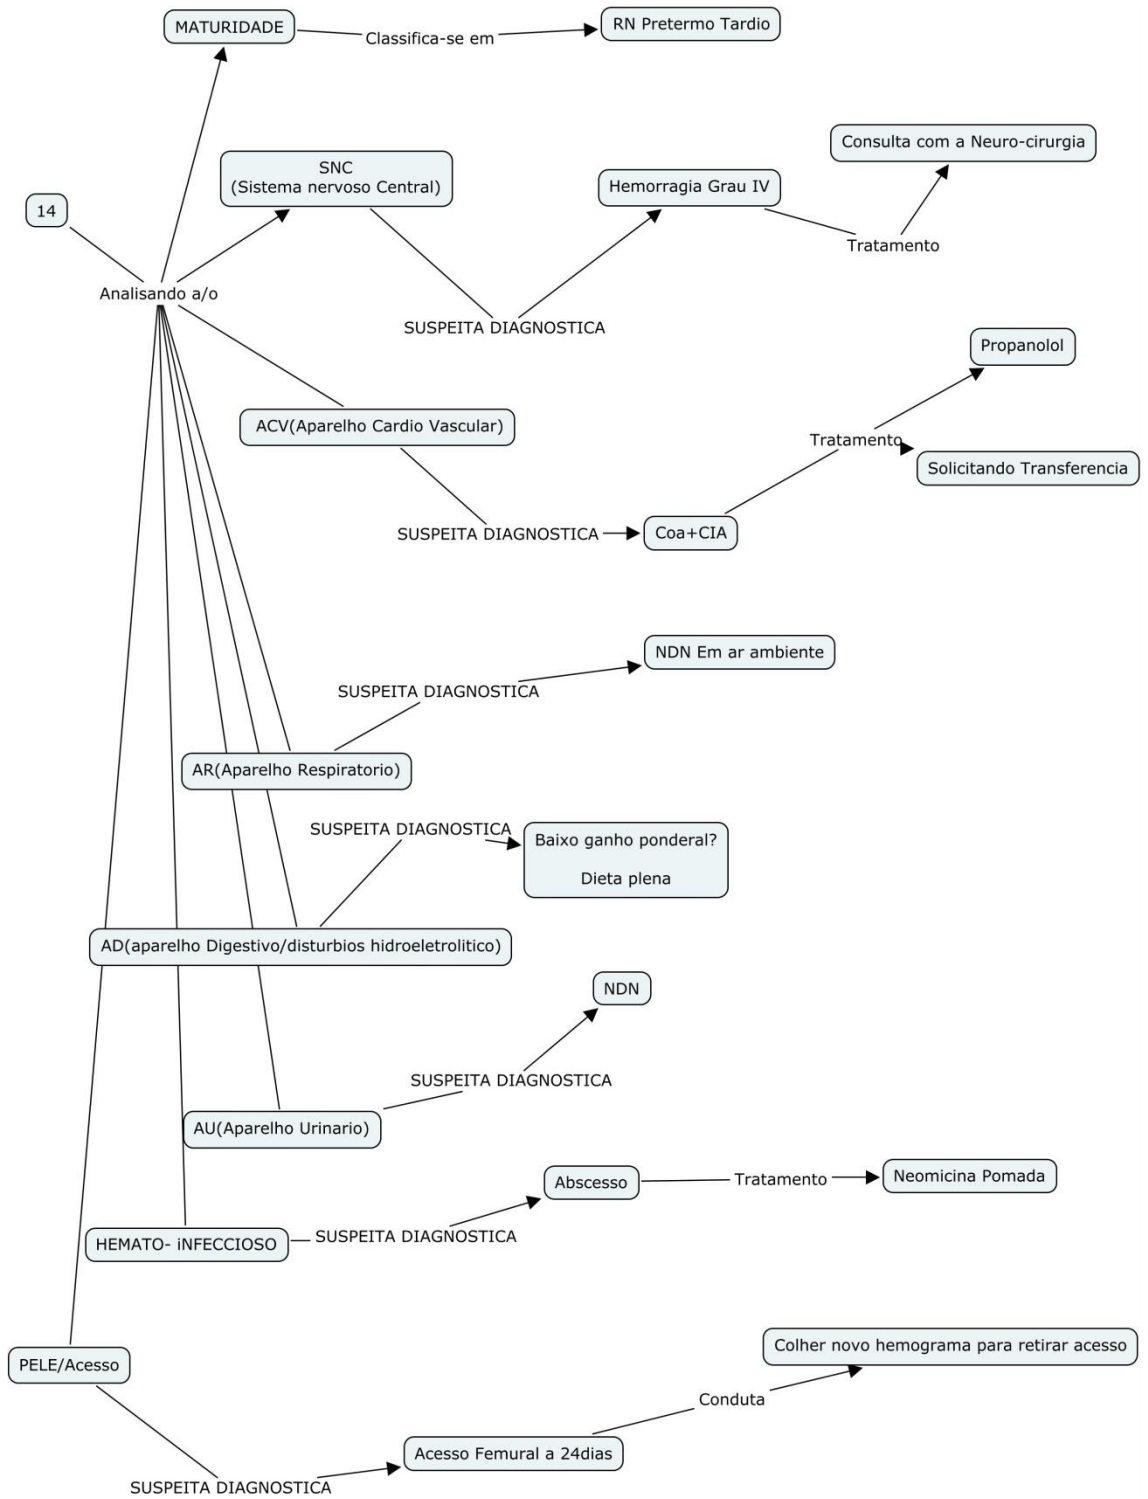 MATURIDADE
Classifica-se em
RN Pretermo Tardio
14
Analisando a/o
SNC
(Sistema nervoso Central)
SUSPEITA DIAGNOSTICA
Hemorragia Grau IV
Tratamento
Consulta com a Neuro-cirurgia
ACV(Aparelho Cardio Vascular)
SUSPEITA DIAGNOSTICA
Coa+CIA
Tratamento
Propanolol
Solicitando Transferencia
AR(Aparelho Respiratorio)
SUSPEITA DIAGNOSTICA
NDN Em ar ambiente
AD(aparelho Digestivo/disturbios hidroeletrolitico)
SUSPEITA DIAGNOSTICA
Baixo ganho ponderal?
Dieta plena
AU(Aparelho Urinario)
SUSPEITA DIAGNOSTICA
NDN
HEMATO- iNFECCIOSO
SUSPEITA DIAGNOSTICA
Abscesso
Tratamento
Neomicina Pomada
PELE/Acesso
SUSPEITA DIAGNOSTICA
Acesso Femural a 24dias
Conduta
Colher novo hemograma para retirar acesso